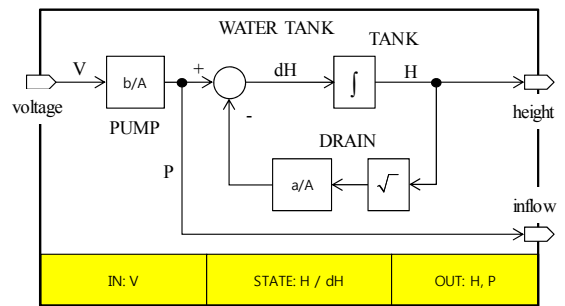 WATER TANK
TANK
V
b/A
+
dH
∫
H
voltage
PUMP
-
height
DRAIN
P
a/A
√
inflow
IN: V
STATE: H / dH
OUT: H, P